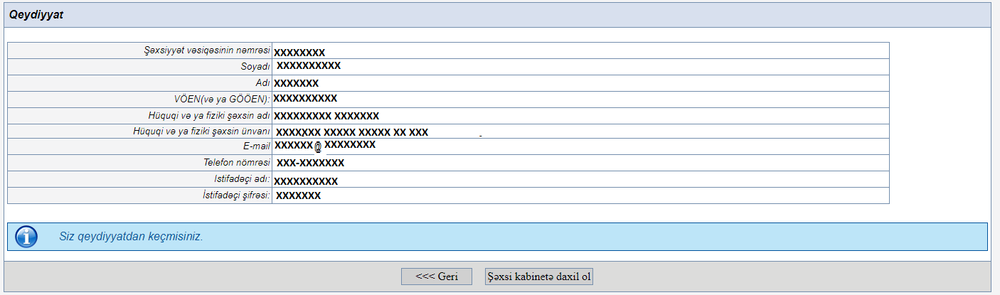 Qeydiyyat
Şəxsiyyət vəsiqəsinin nəmrəsi XXXXXXXX
Soyadı XXXXXXXXXX
Adı XXXXXXX
VÖEN(və ya GÖÖEN): XXXXXXXXXX
Hüquqi və ya fiziki şəxsin adı XXXXXXXXX XXXXXXX
Hüquqi və ya fiziki şəxsin ünvanı XXXXXXX XXXXX XXXXX XX XXX
E-mail XXXXXX@ XXXXXXXX
Telefon nömrəsi XXX-XXXXXXX
Istifadəçi adı: XXXXXXXXXX
İstifadəçi şifrəsi: XXXXXXX
Siz qeydiyyatdan keçmisiniz.
<<< Geri Şəxsi kabinetə daxil ol